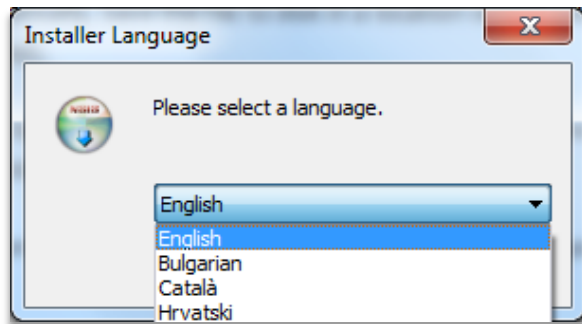 Installer Language
Please select a language.
English
English
Bulgarian
Català
Hrvatski